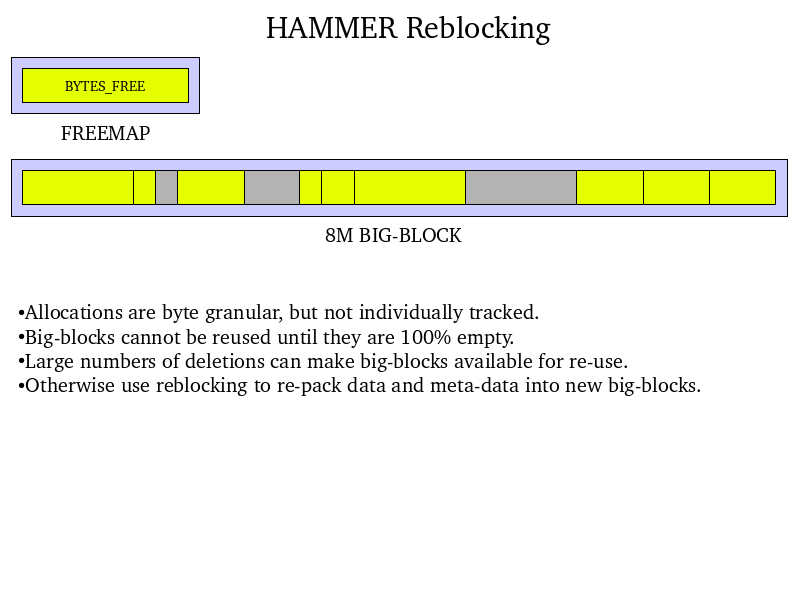 HAMMER Reblocking
BYTES_FREE
FREEMAP
8M BIG-BLOCK
•Allocations are byte granular, but not individually tracked.
•Big-blocks cannot be reused until they are 100% empty.
•Large numbers of deletions can make big-blocks available for re-use.
•Otherwise use reblocking to re-pack data and meta-data into new big-blocks.